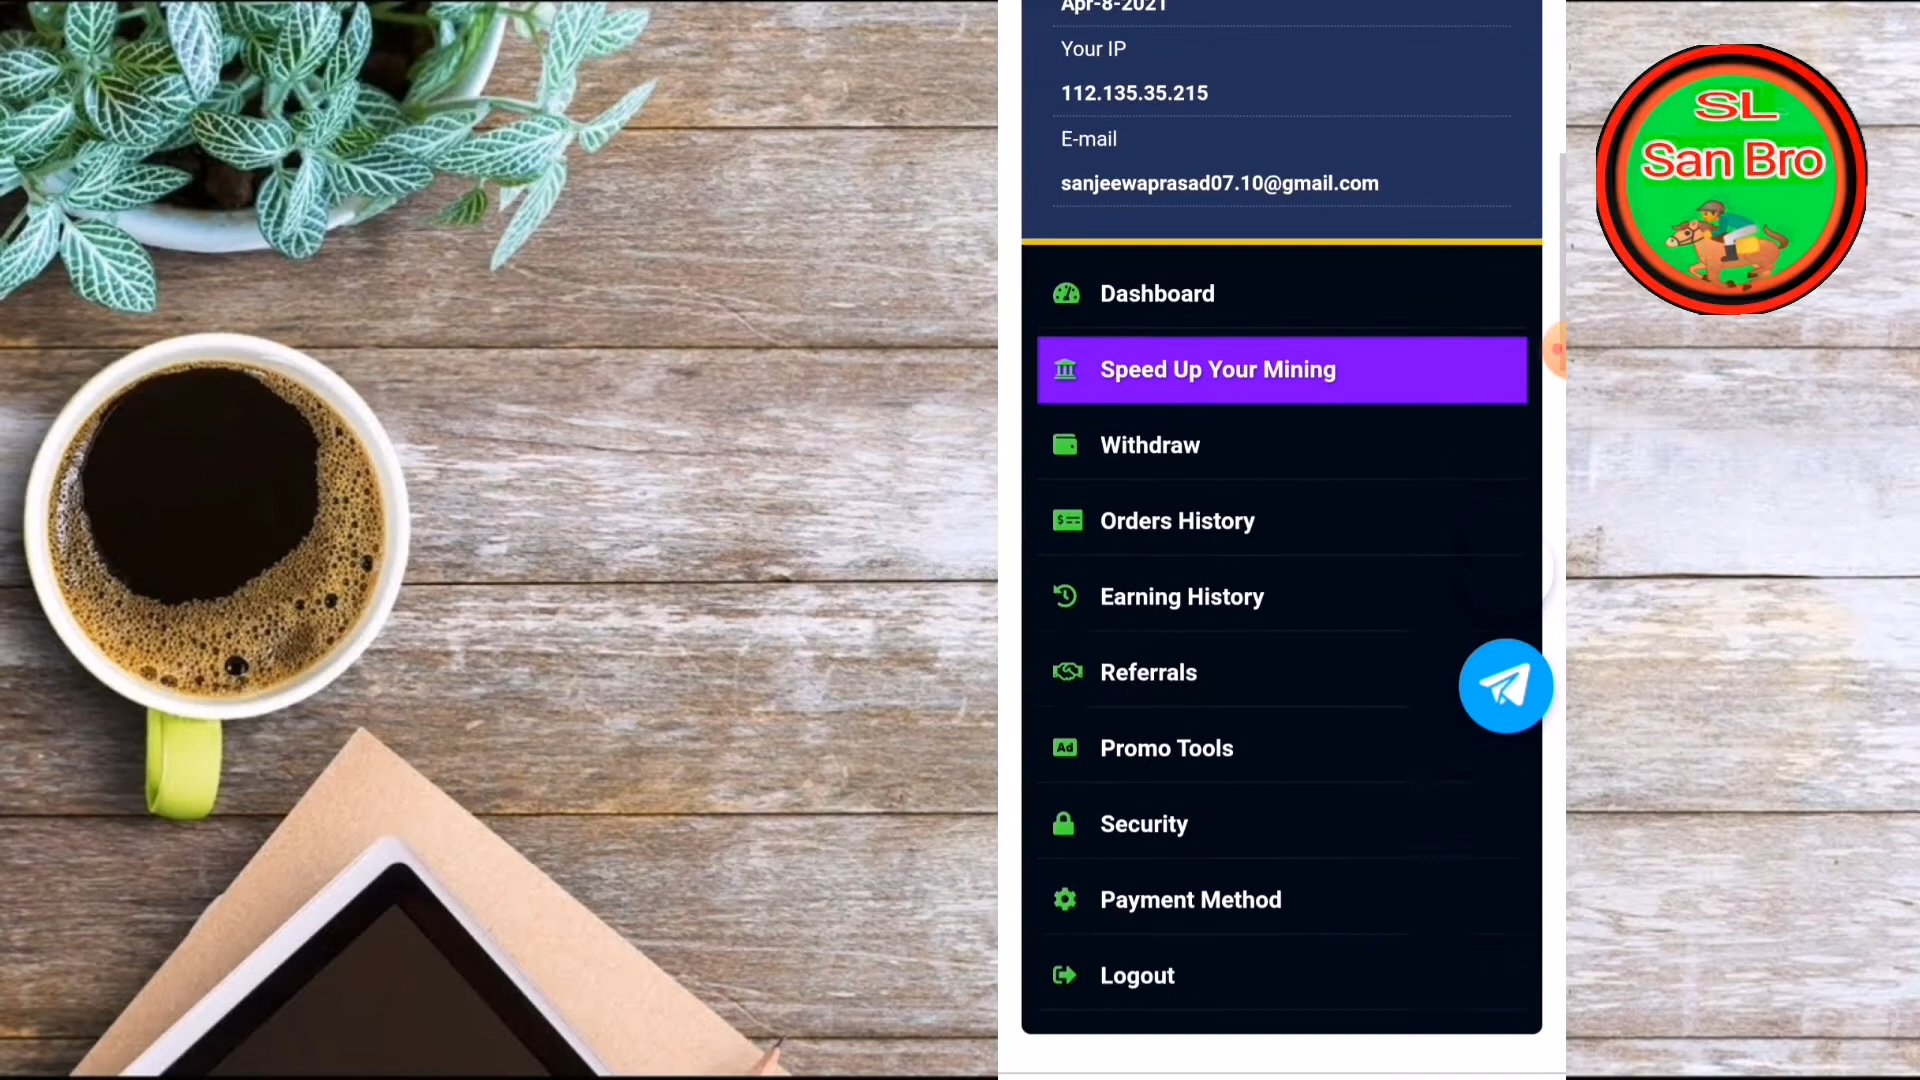 Apr-8-2021
Your IP
112.135.35.215
E-mail
sanjeewaprasad07.10@gmail.com
Dashboard
Speed Up Your Mining
Withdraw
Orders History
Earning History
Referrals
Ad
Promo Tools
Security
Payment Method
Logout
SL
San Bro